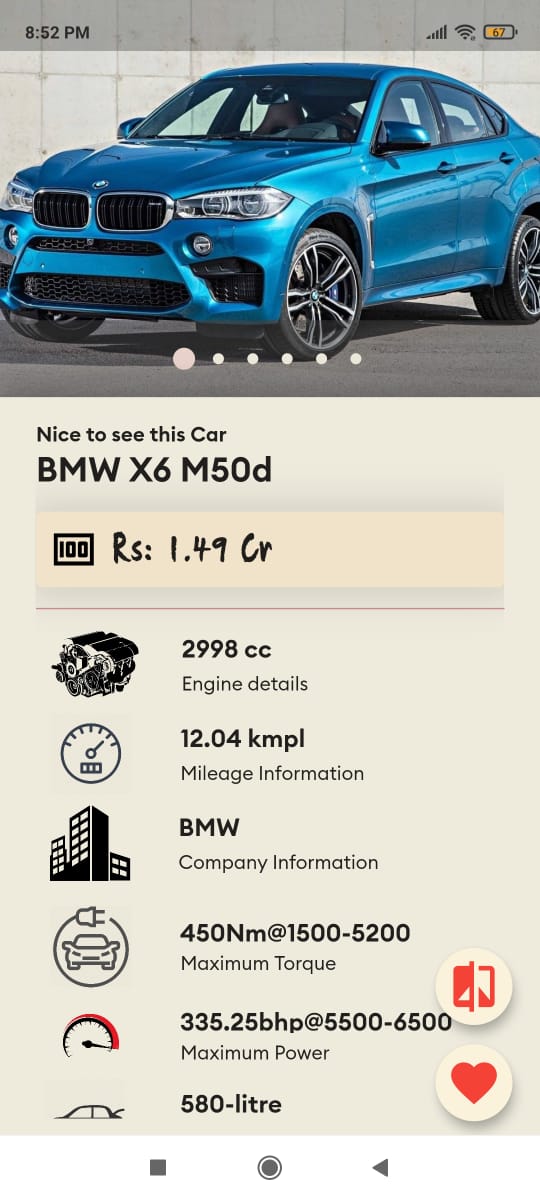 8:52 PM
67
Nice to see this Car
BMW X6 M50d
100 Rs: 1.49 Cr
2998 cc
Engine details
12.04 kmpl
Mileage Information
BMW
Company Information
450Nm@1500-5200
Maximum Torque
335.25bhp@5500-6500
Maximum Power
580-litre